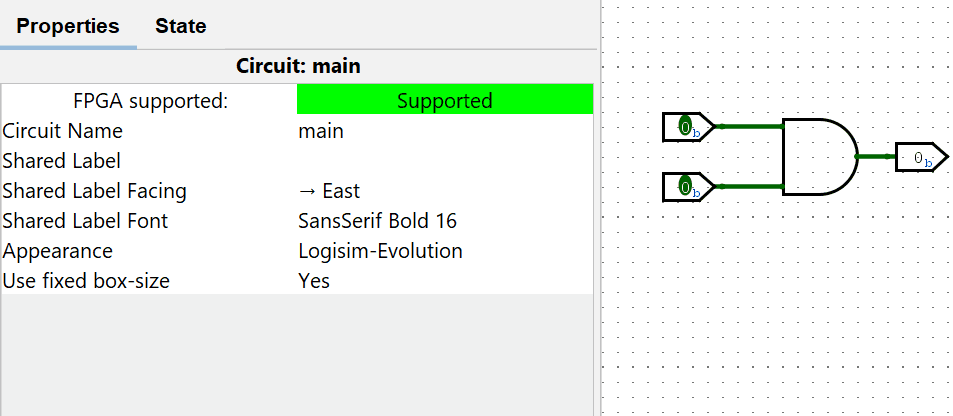 Properties State
Circuit: main
FPGA supported: Supported
Circuit Name main
Shared Label
Shared Label Facing → East
Shared Label Font SansSerif Bold 16
Appearance Logisim-Evolution
Use fixed box-size Yes
0b
0b
0b